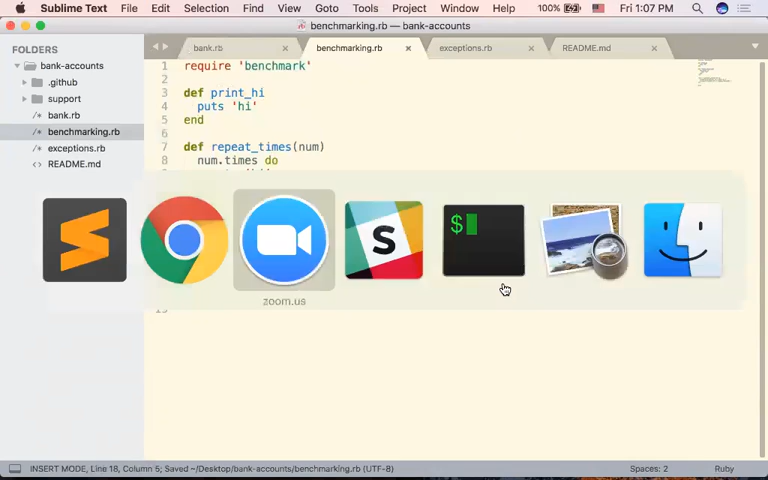 Sublime Text File Edit Selection Find View Goto Tools Project Window Help 100% Fri 1:07 PM
benchmarking.rb — bank-accounts
FOLDERS
bank-accounts
.github
support
bank.rb
benchmarking.rb
exceptions.rb
README.md
bank.rb benchmarking.rb exceptions.rb README.md
1 require 'benchmark'
2
3 def print_hi
4 puts 'hi'
5 end
6
7 def repeat_times(num)
8 num.times do
S
$
zoom.us
INSERT MODE, Line 18, Column 5; Saved ~/Desktop/bank-accounts/benchmarking.rb (UTF-8) Spaces: 2 Ruby